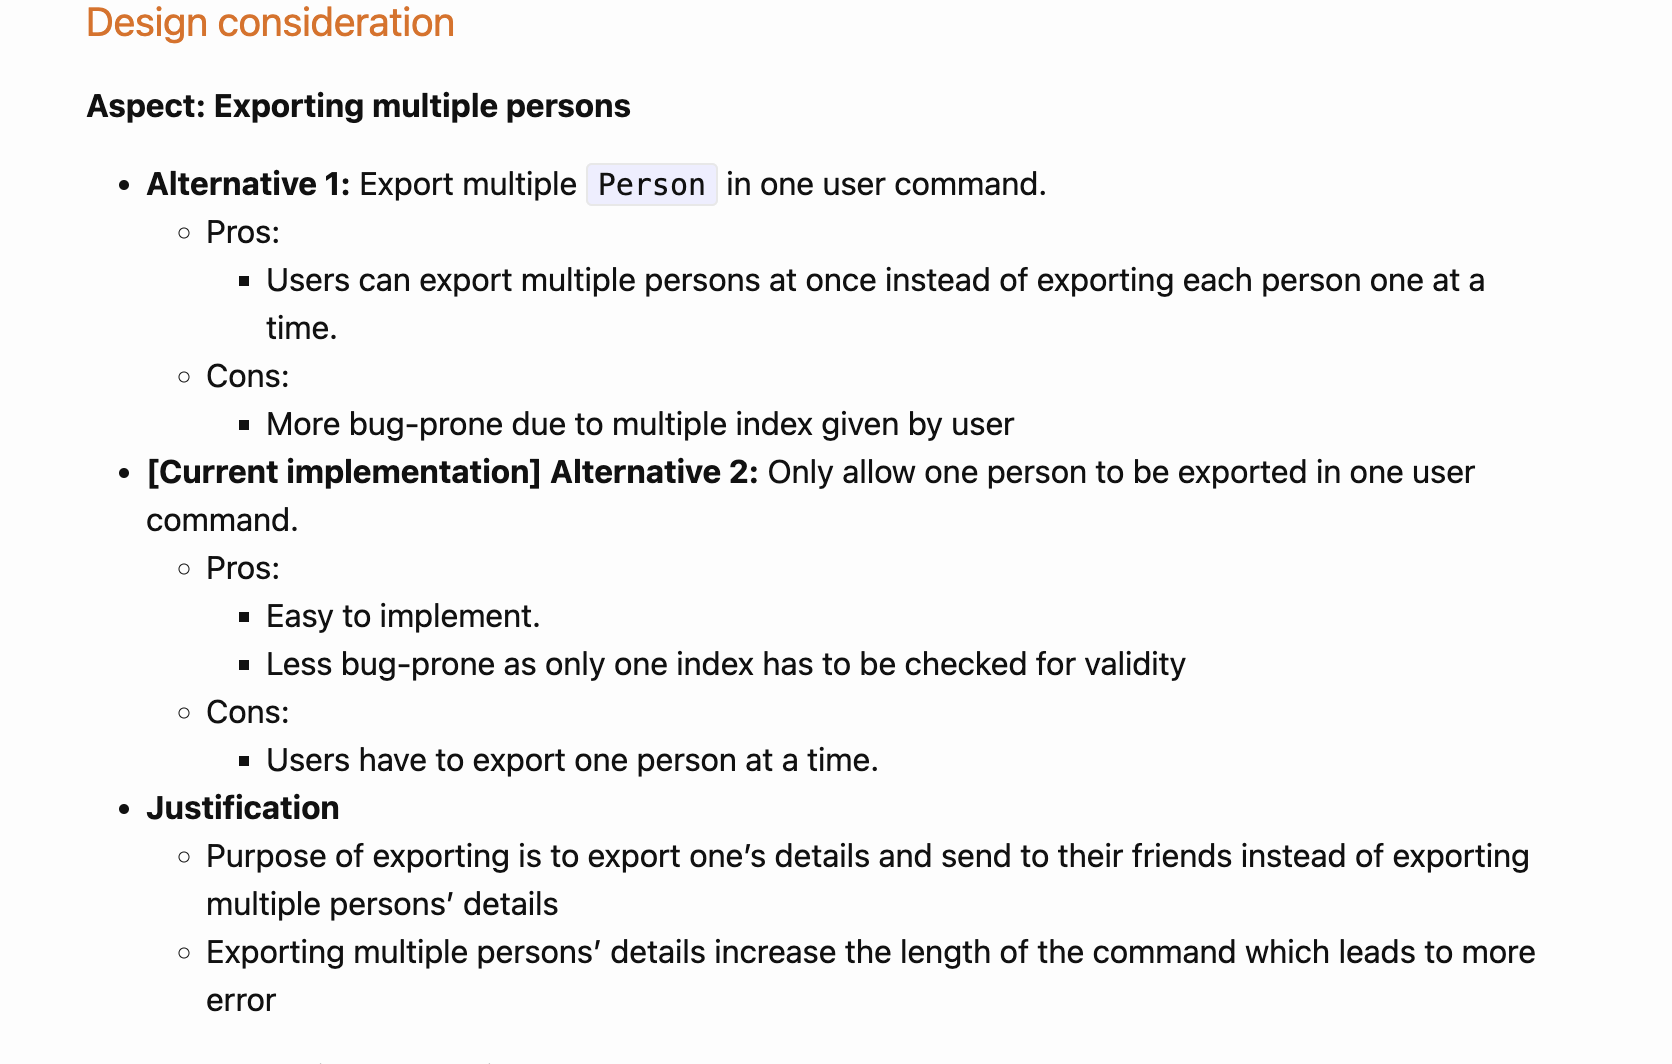 Design consideration
Aspect: Exporting multiple persons
Alternative 1: Export multiple Person in one user command.
Pros:
Users can export multiple persons at once instead of exporting each person one at a
time.
Cons:
More bug-prone due to multiple index given by user
[Current implementation] Alternative 2: Only allow one person to be exported in one user
command.
Pros:
Easy to implement.
Less bug-prone as only one index has to be checked for validity
Cons:
Users have to export one person at a time.
Justification
Purpose of exporting is to export one’s details and send to their friends instead of exporting
multiple persons’ details
Exporting multiple persons’ details increase the length of the command which leads to more
error